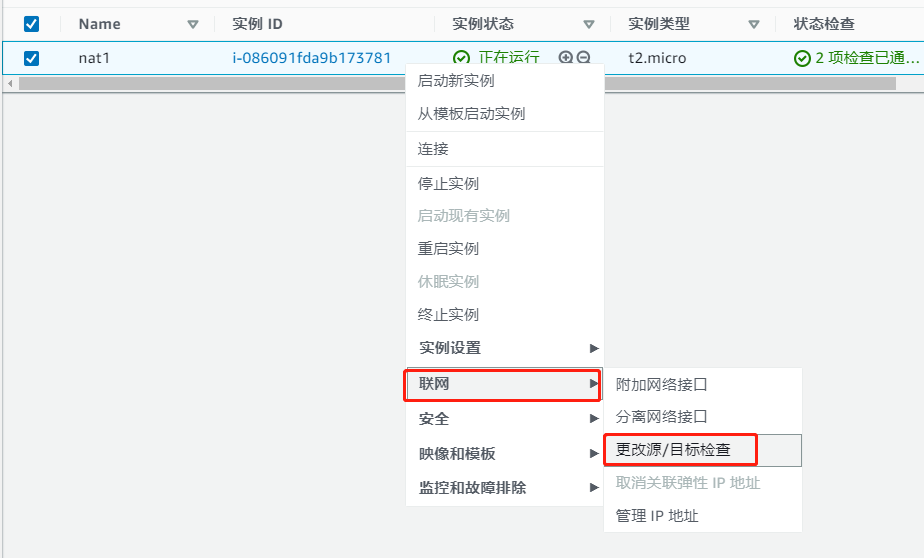 Name 实例 ID 实例状态 实例类型 状态检查
nat1 i-086091fda9b173781 正在运行 t2.micro 2 项检查已通...
启动新实例
从模板启动实例
连接
停止实例
启动现有实例
重启实例
休眠实例
终止实例
实例设置
联网
安全
映像和模板
监控和故障排除
附加网络接口
分离网络接口
更改源/目标检查
取消关联弹性 IP 地址
管理 IP 地址